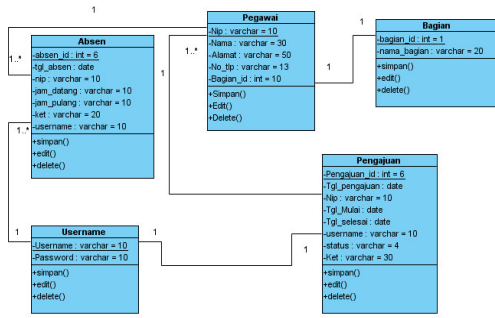 1
Absen
-absen_id : int = 6
-tgl_absen : date
-nip : varchar = 10
-jam_datang : varchar = 10
-jam_pulang : varchar = 10
-ket : varchar = 20
-username : varchar = 10
+simpan()
+edit()
+delete()
1..*
1..*
Pegawai
-Nip : varchar = 10
-Nama : varchar = 30
-Alamat : varchar = 50
-No_tlp : varchar = 13
-Bagian_id : int = 10
+Simpan()
+Edit()
+Delete()
1..*
1
1
1
Bagian
-bagian_id : int = 1
-nama_bagian : varchar = 20
+simpan()
+edit()
+delete()
Pengajuan
-Pengajuan_id : int = 6
-Tgl_pengajuan : date
-Nip : varchar = 10
-Tgl_Mulai : date
-Tgl_selesai : date
-username : varchar = 10
-status : varchar = 4
-Ket : varchar = 30
+simpan()
+edit()
+delete()
1
Username
-Username : varchar = 10
-Password : varchar = 10
+simpan()
+edit()
+delete()
1
1